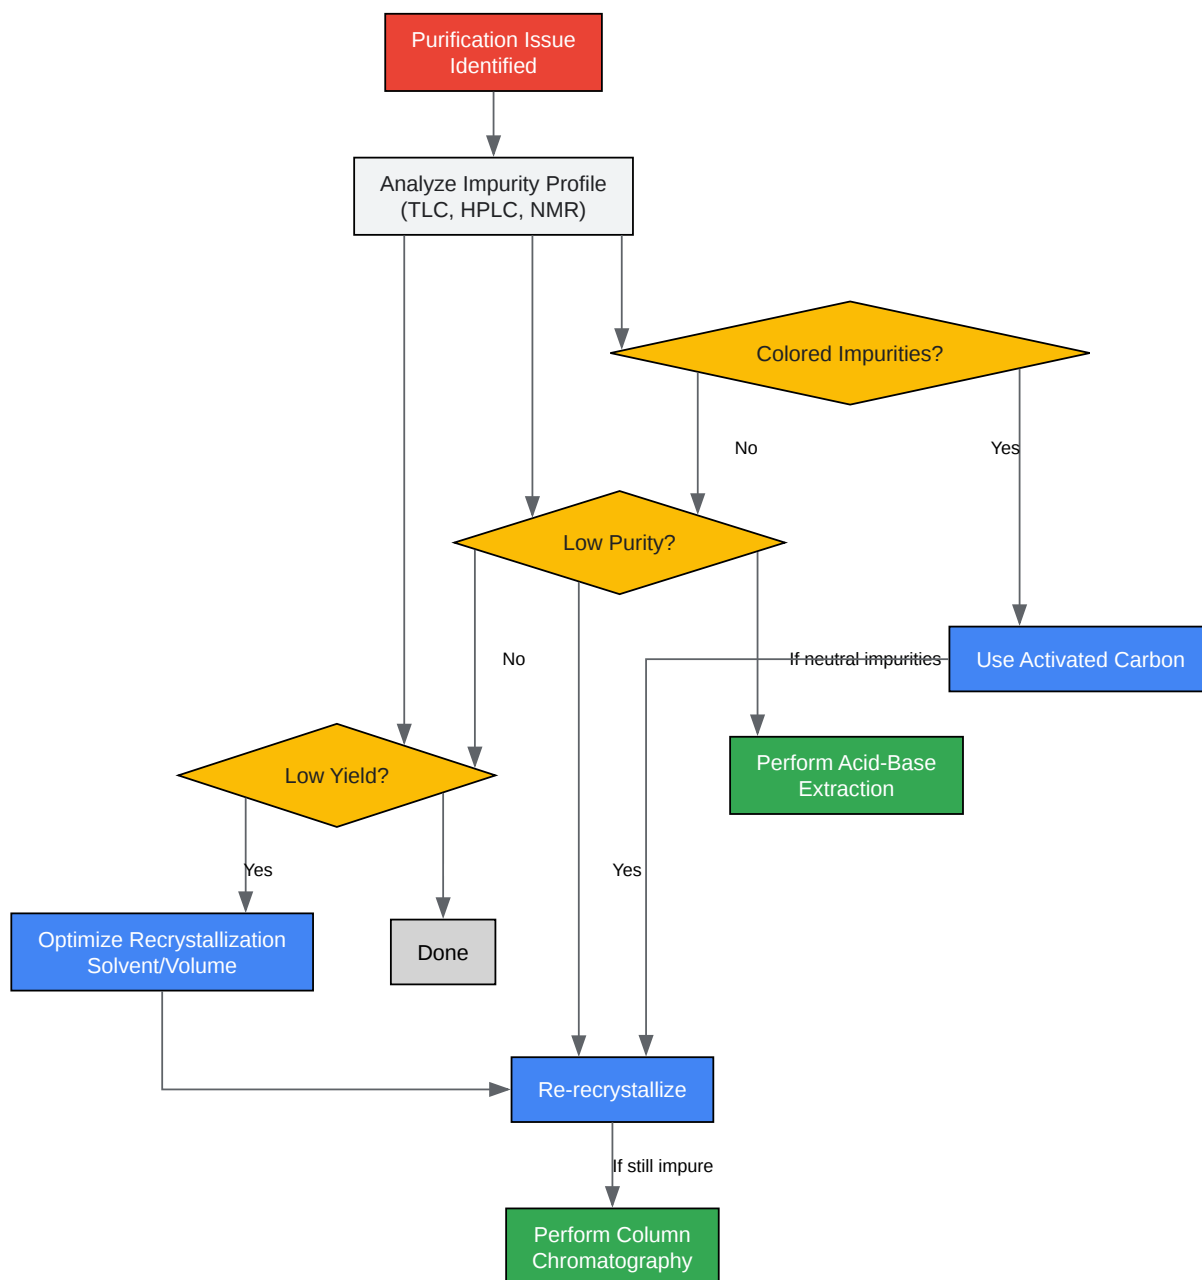 Purification Issue
Identified
Analyze Impurity Profile
(TLC, HPLC, NMR)
Colored Impurities?
No
Yes
Low Purity?
No
If neutral impurities
Use Activated Carbon
Perform Acid-Base
Extraction
Low Yield?
Yes
Yes
Optimize Recrystallization
Solvent/Volume
Done
Re-recrystallize
If still impure
Perform Column
Chromatography